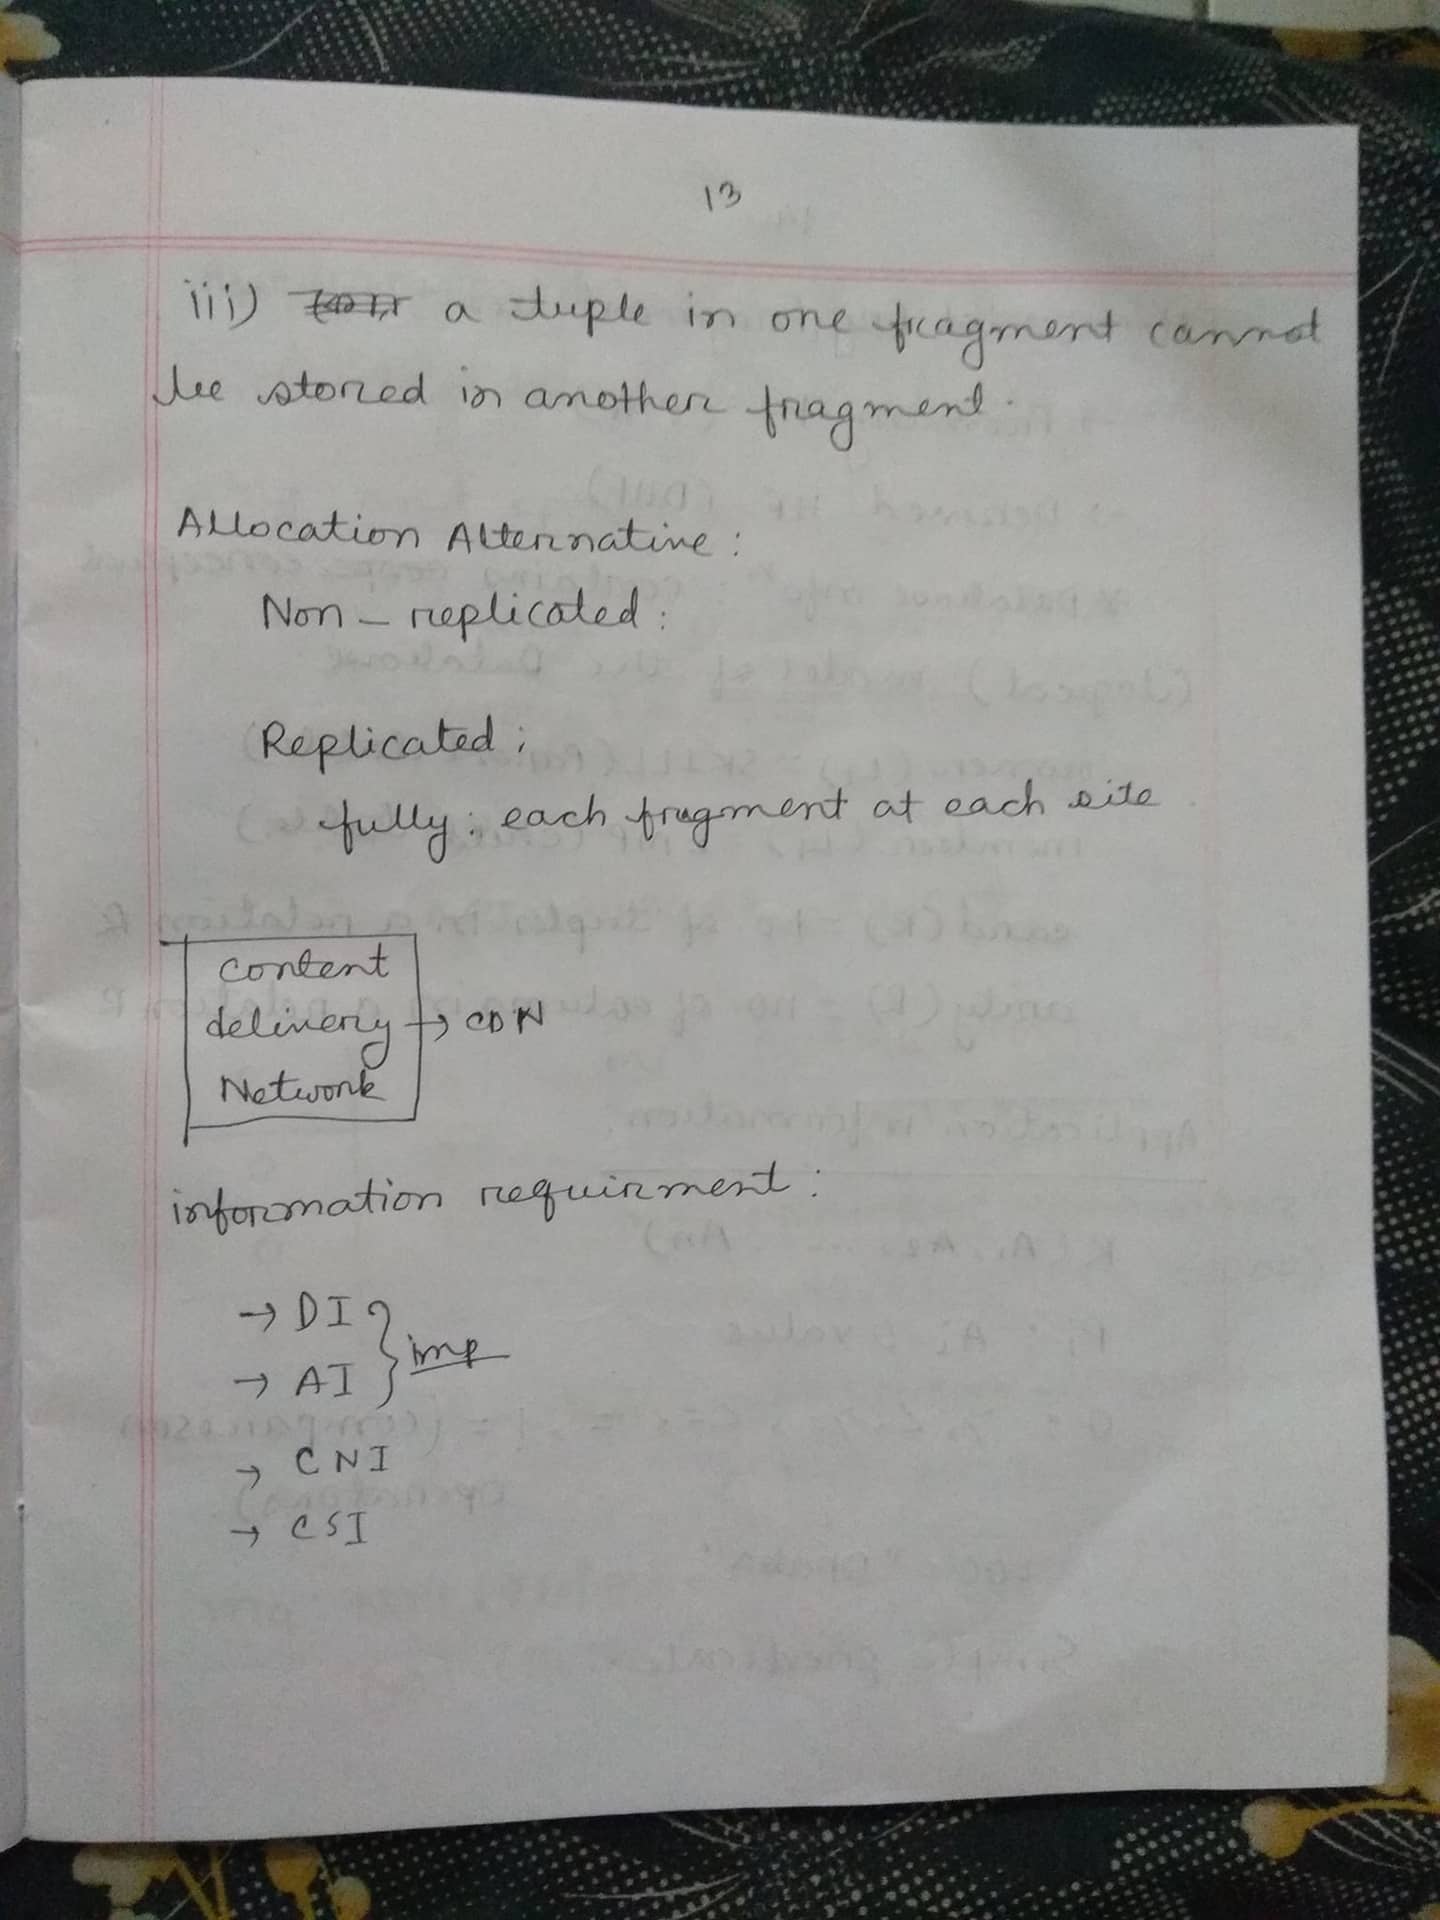 13
iii) a tuple in one fragment cannot
be stored in another fragment.
Allocation Alternative :
Non - replicated :
Replicated ;
fully : each fragment at each site
content
delivery → CDN
Network
information requirment :
→ DI
→ AI } imp
→ CNI
→ CSI